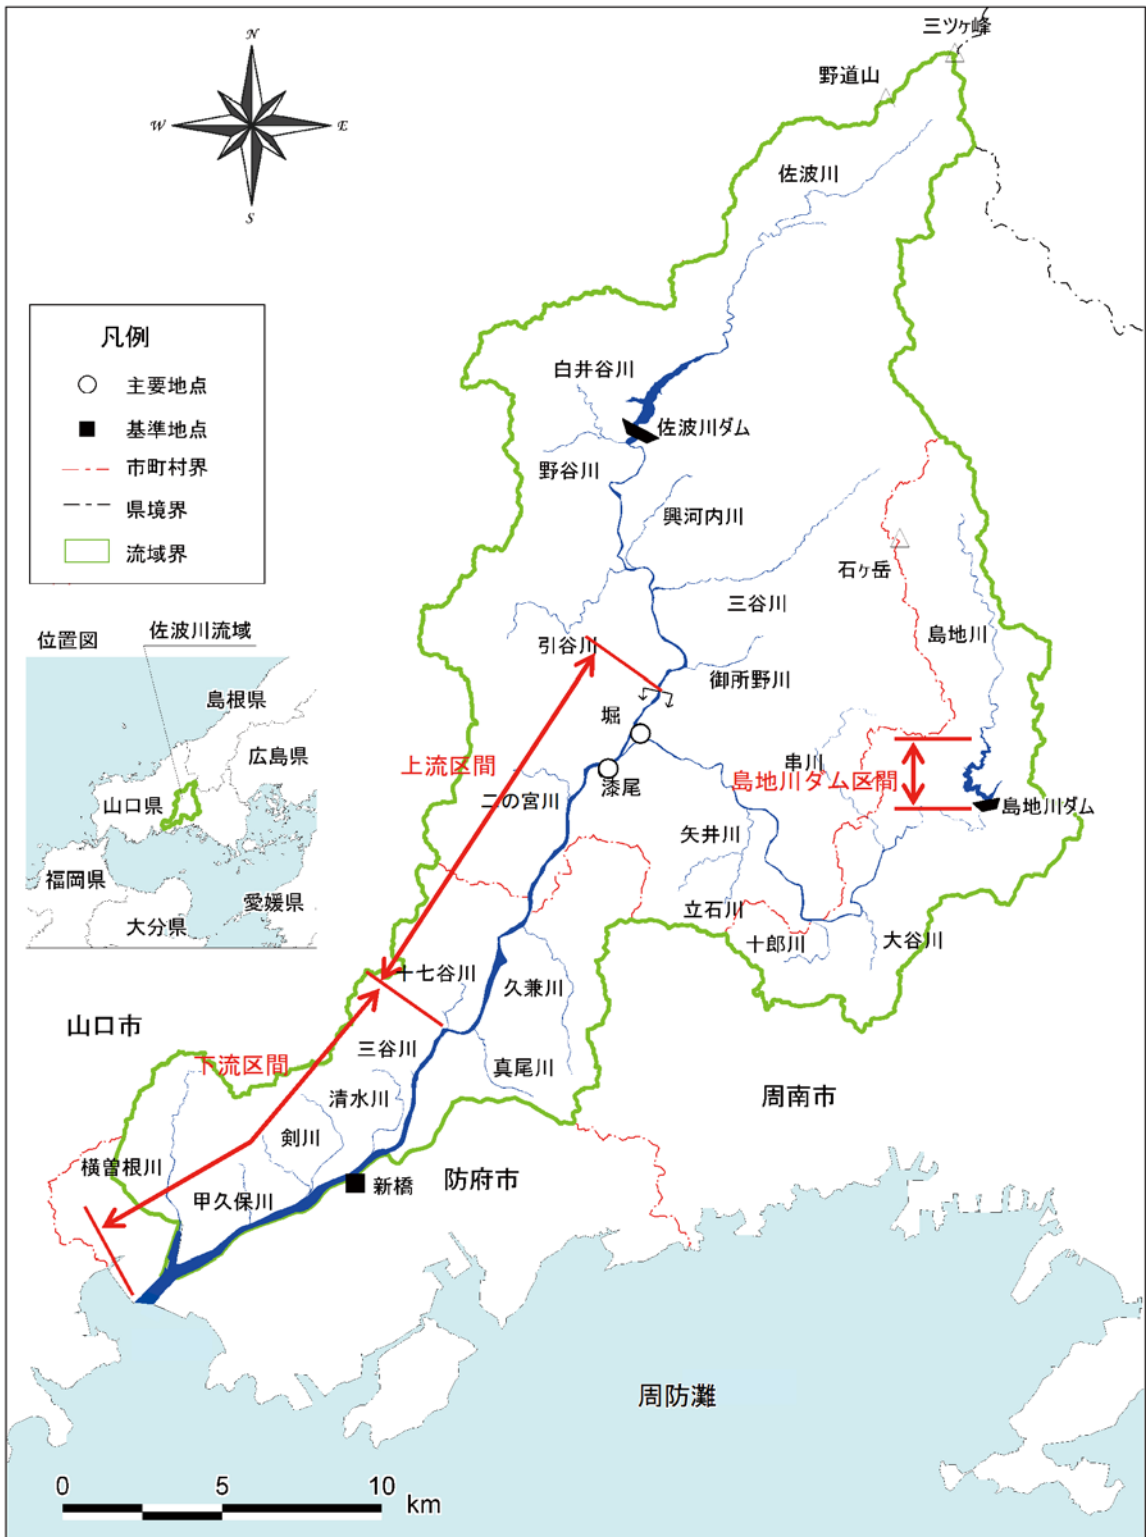 三ツヶ峰
野道山
N
W
E
S
佐波川
凡例
主要地点
基準地点
市町村界
県境界
流域界
白井谷川
佐波川ダム
野谷川
興河内川
石ヶ岳
三谷川
島地川
引谷川
御所野川
位置図
佐波川流域
島根県
広島県
山口県
福岡県
愛媛県
大分県
堀
上流区間
漆尾
串川
島地川ダム区間
島地川ダム
二の宮川
矢井川
立石川
十郎川
大谷川
十七谷川
久兼川
山口市
三谷川
下流区間
真尾川
清水川
周南市
剣川
横曽根川
新橋
防府市
甲久保川
周防灘
0
5
10
km